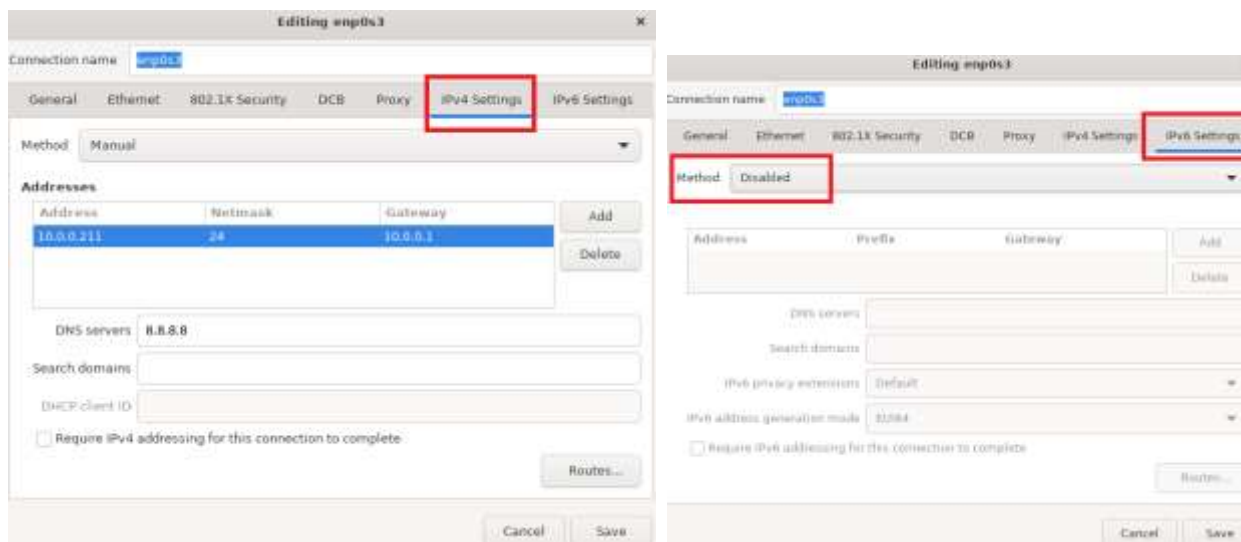 Editing enp0s3
Connection name enp0s3
General Ethernet 802.1X Security DCB Proxy IPv4 Settings IPv6 Settings
Method Manual
Addresses
Address Netmask Gateway
10.0.0.211 24 10.0.0.1
Add
Delete
DNS servers 8.8.8.8
Search domains
DHCP client ID
Require IPv4 addressing for this connection to complete
Routes...
Cancel Save
Editing enp0s3
Connection name enp0s3
General Ethernet 802.1X Security DCB Proxy IPv4 Settings IPv6 Settings
Method Disabled
Address Prefix Gateway
Add
Delete
DNS servers
Search domains
IPv6 privacy extensions Default
IPv6 address generation mode EUI64
Require IPv6 addressing for this connection to complete
Routes...
Cancel Save